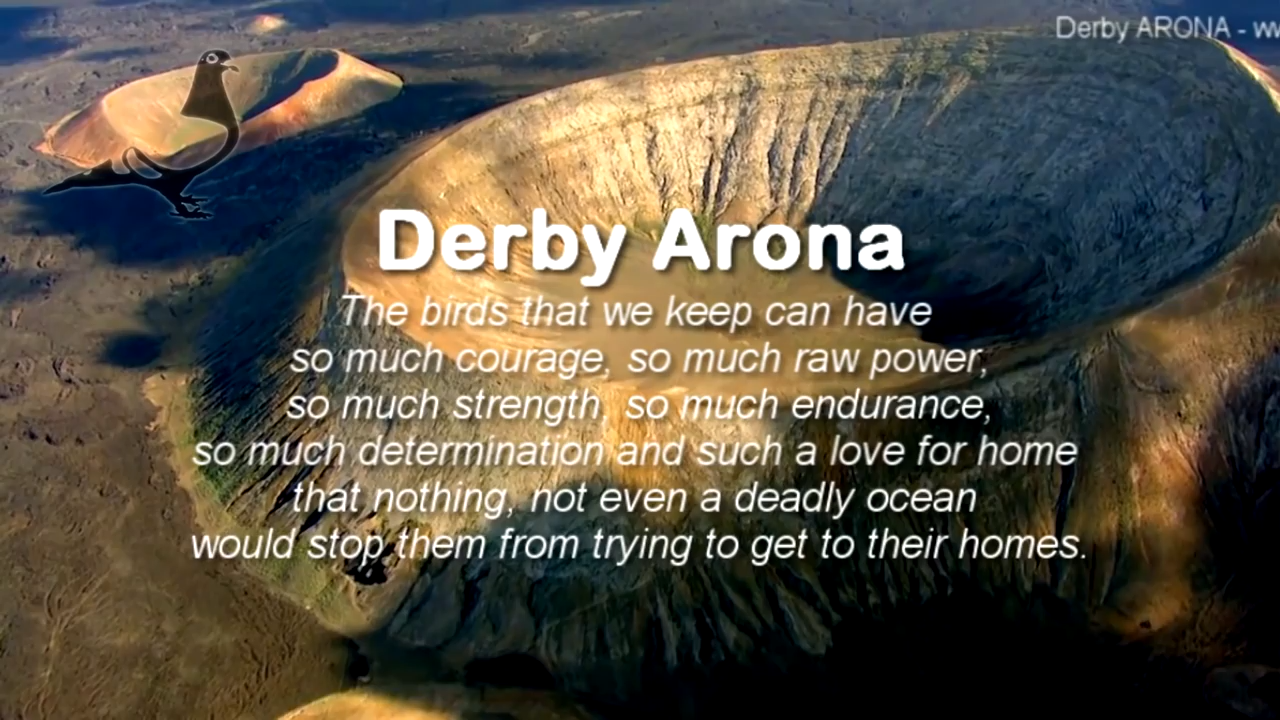 Derby ARONA - ww
Derby Arona
The birds that we keep can have
so much courage, so much raw power,
so much strength, so much endurance,
so much determination and such a love for home
that nothing, not even a deadly ocean
would stop them from trying to get to their homes.